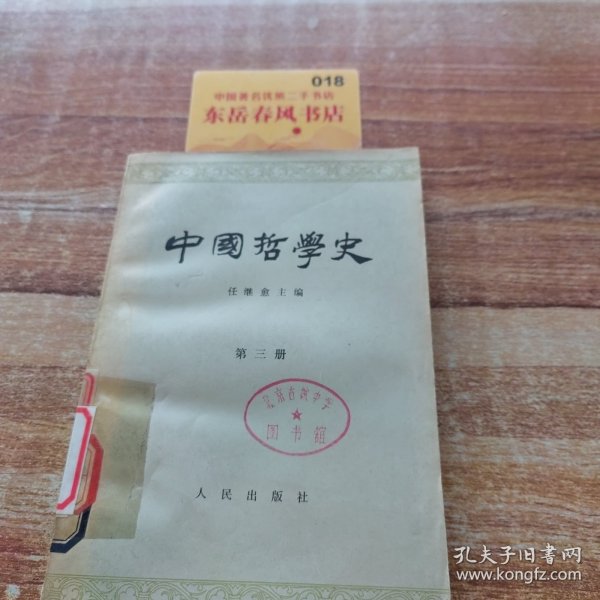 018
中国著名优质二手书店
东岳春风书店
中國哲學史
任继愈主编
第三册
图书馆
人民出版社
孔夫子旧书网
www.kongfz.com